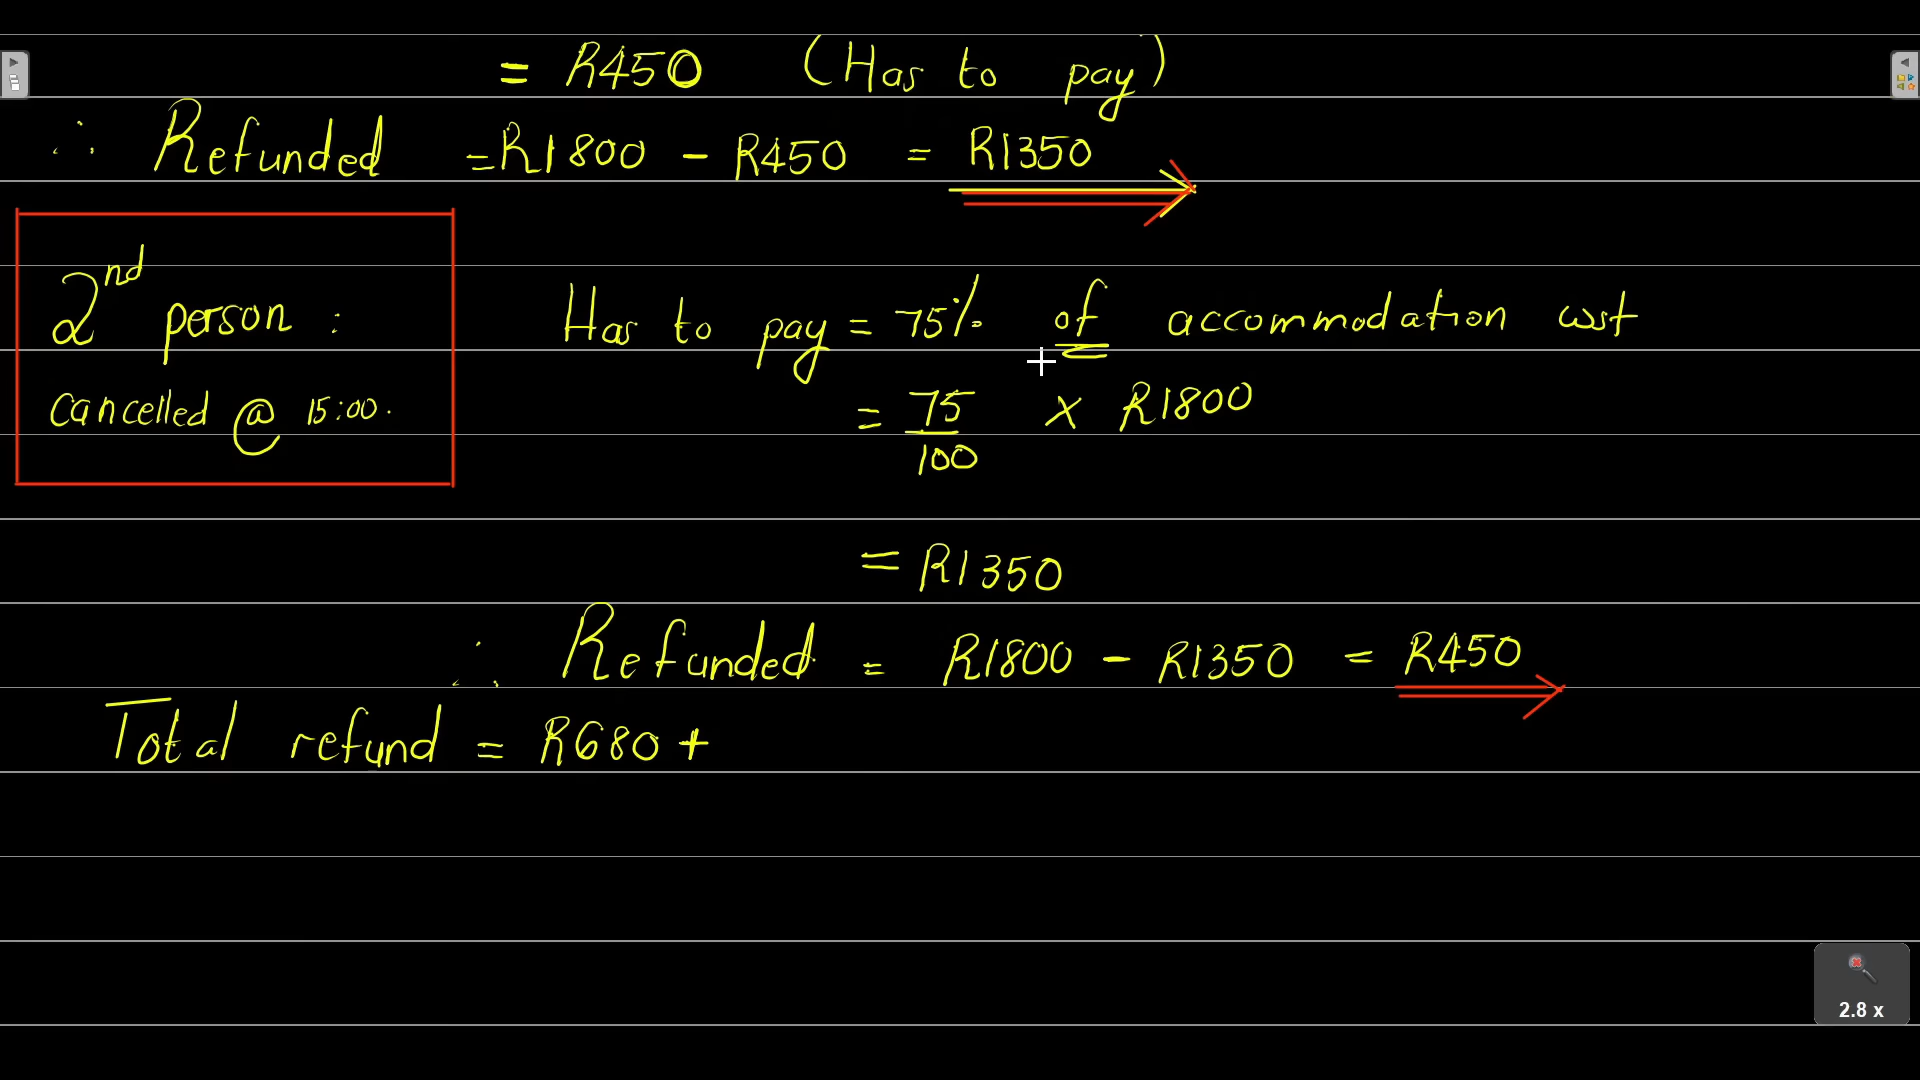 = R450 (Has to pay)
∴ Refunded = R1800 - R450 = R1350
2nd person : Has to pay = 75% of accommodation cost
cancelled @ 15:00. = 75/100 × R1800
= R1350
∴ Refunded = R1800 - R1350 = R450
Total refund = R680 +
2.8 x